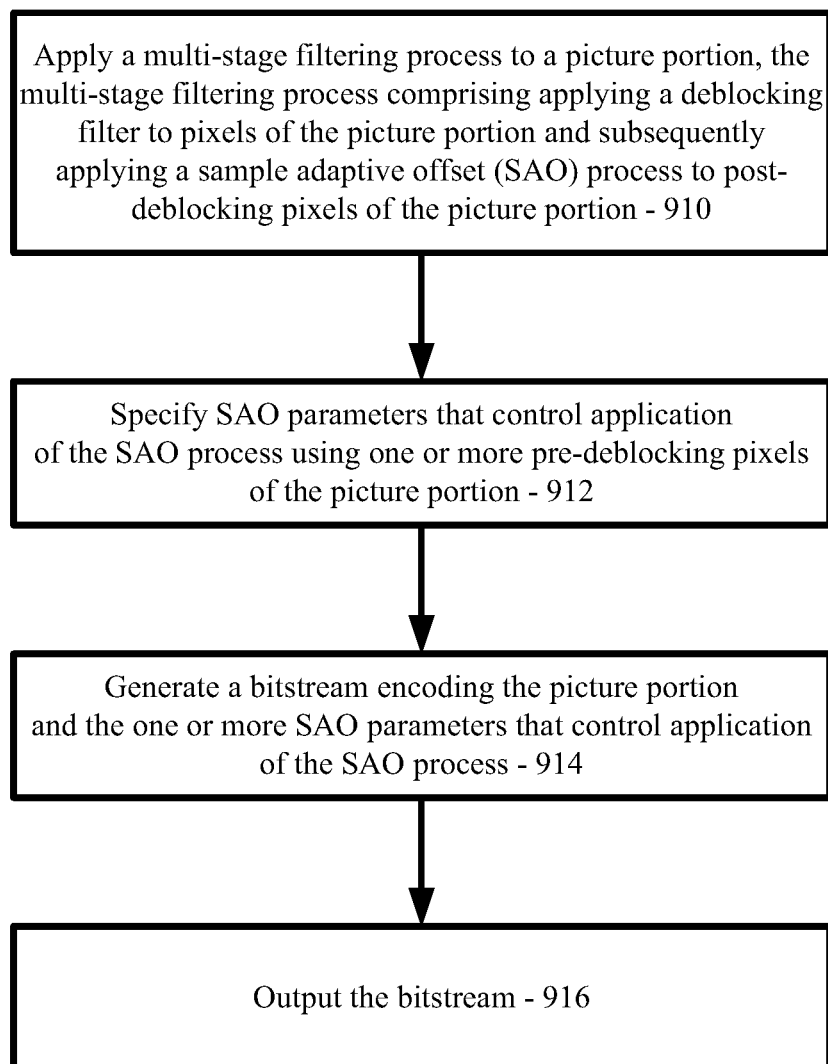 Apply a multi-stage filtering process to a picture portion, the
multi-stage filtering process comprising applying a deblocking
filter to pixels of the picture portion and subsequently
applying a sample adaptive offset (SAO) process to post-
deblocking pixels of the picture portion - 910
Specify SAO parameters that control application
of the SAO process using one or more pre-deblocking pixels
of the picture portion - 912
Generate a bitstream encoding the picture portion
and the one or more SAO parameters that control application
of the SAO process - 914
Output the bitstream - 916